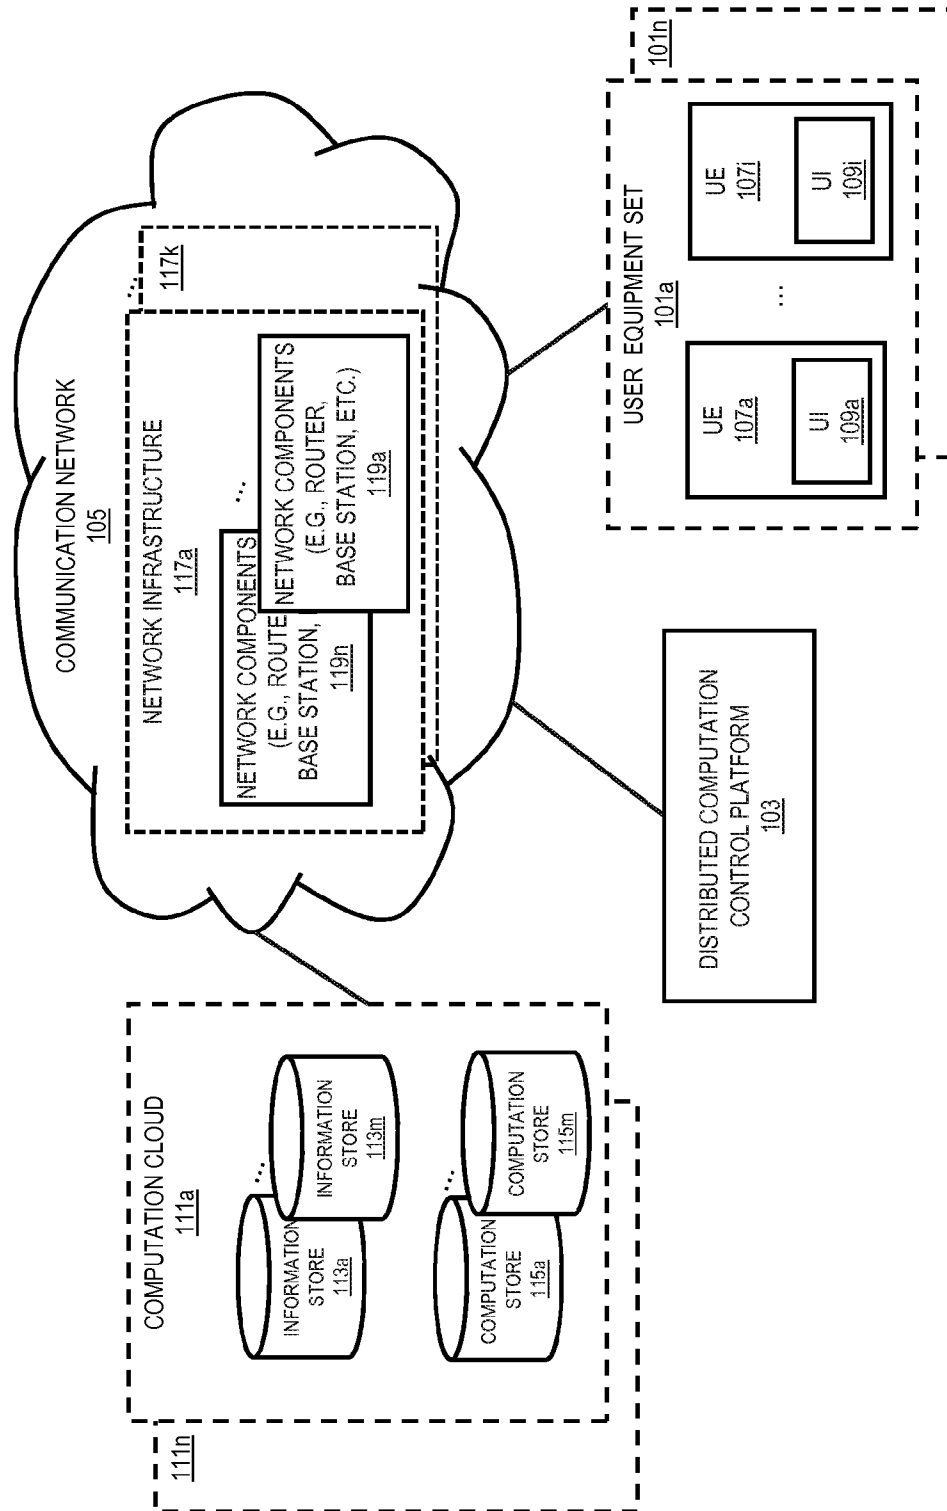 COMMUNICATION NETWORK
105
NETWORK INFRASTRUCTURE
117a
...
117k
NETWORK COMPONENTS
(E.G., ROUTE
BASE STATION,
119n
...
NETWORK COMPONENTS
(E.G., ROUTER,
BASE STATION, ETC.)
119a
COMPUTATION CLOUD
111a
111n
INFORMATION
STORE
113a
...
INFORMATION
STORE
113m
COMPUTATION
STORE
115a
...
COMPUTATION
STORE
115m
DISTRIBUTED COMPUTATION
CONTROL PLATFORM
103
USER EQUIPMENT SET
101a
101n
UE
107a
UI
109a
...
UE
107i
UI
109i